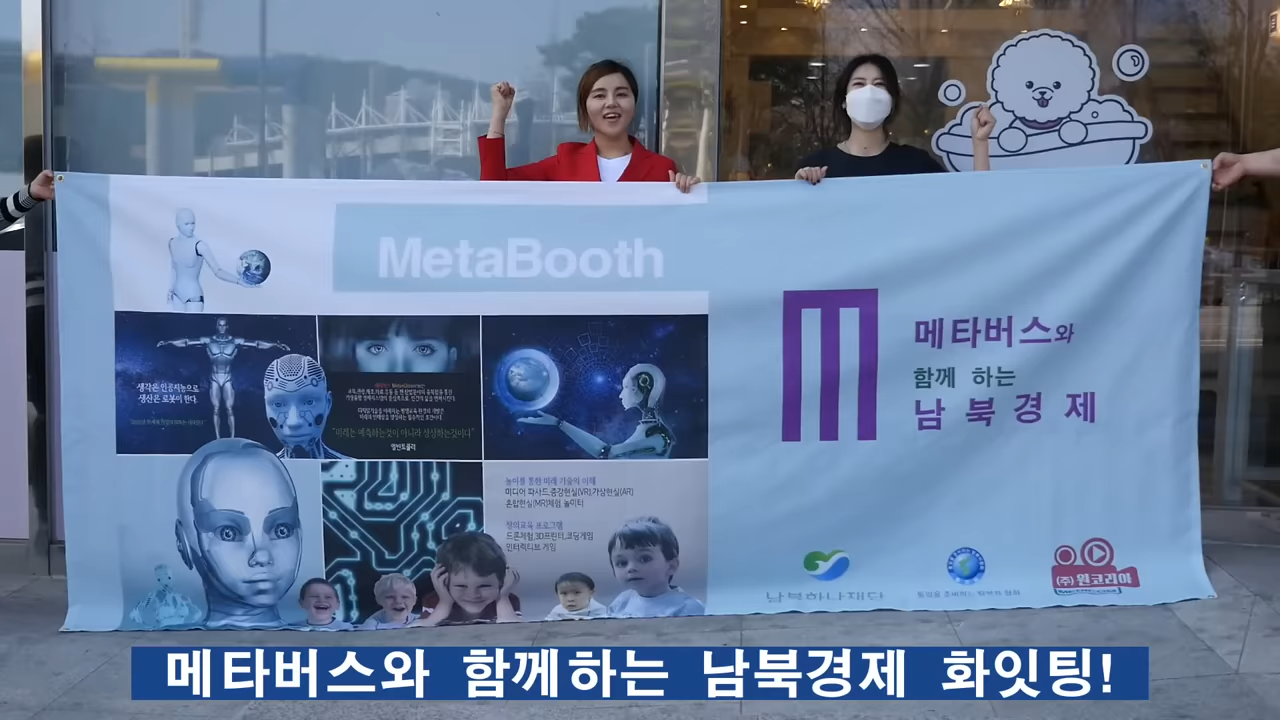 MetaBooth
생각은 인공지능으로
생산은 로봇이 한다.
"미래는 예측하는것이 아니라 상상하는것이다"
앨빈토플러
놀이를 통한 미래 기술의 이해
미디어 파사드,증강현실(VR),가상현실(AR)
혼합현실(MR)체험 놀이터
창의교육 프로그램
드론체험,3D프린터,코딩게임
인터랙티브 게임
메타버스와
함께 하는
남북경제
남북하나재단
(주)원코리아
메타버스와 함께하는 남북경제 화잇팅!